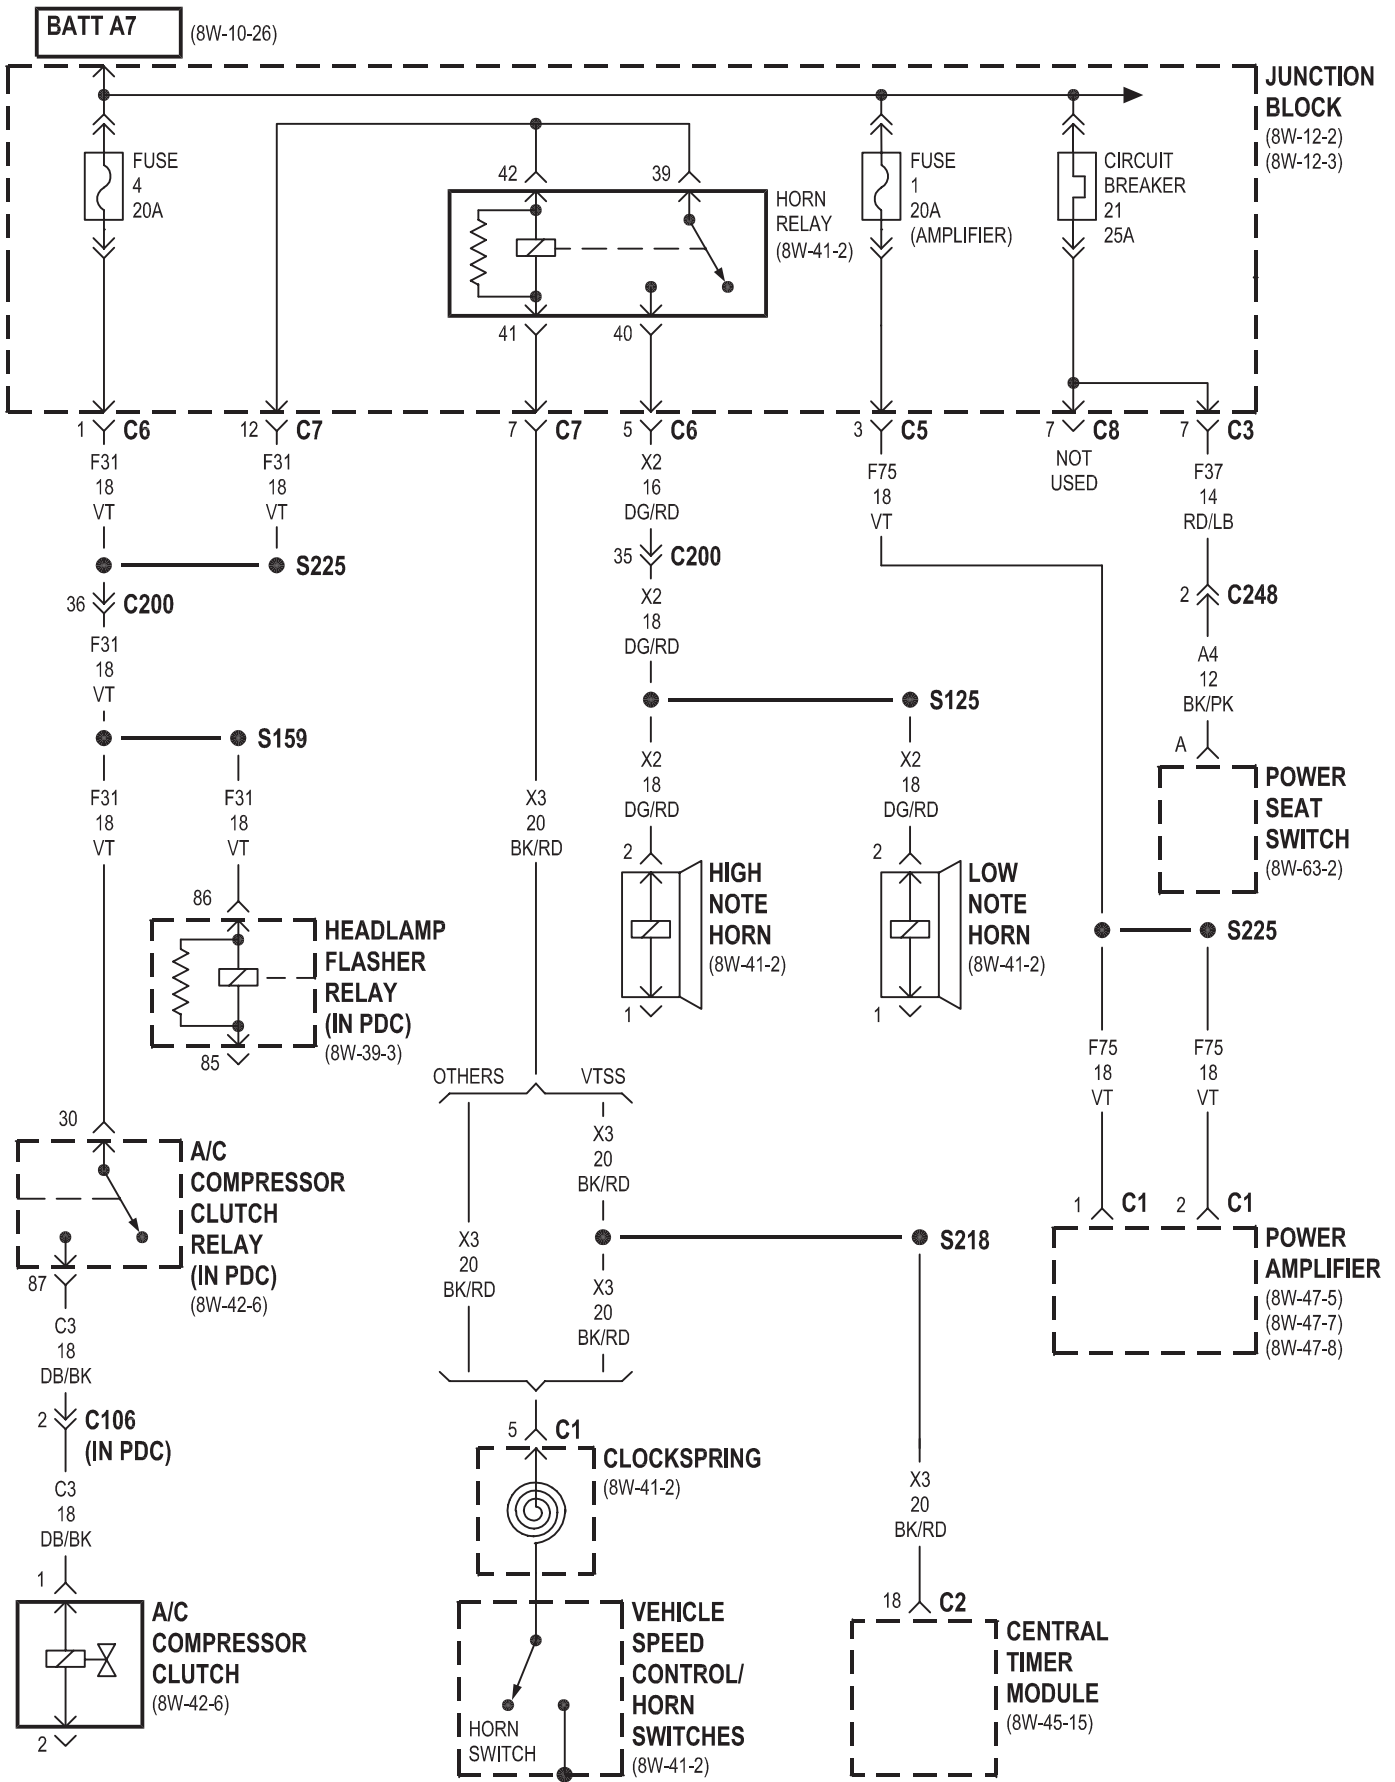 BATT A7
(8W-10-26)
JUNCTION
BLOCK
(8W-12-2)
(8W-12-3)
FUSE
4
20A
42
39
HORN
RELAY
(8W-41-2)
FUSE
1
20A
(AMPLIFIER)
CIRCUIT
BREAKER
21
25A
41
40
1 C6
12 C7
7 C7
5 C6
3 C5
7 C8
7 C3
F31
18
VT
F31
18
VT
X2
16
DG/RD
F75
18
VT
NOT
USED
F37
14
RD/LB
S225
35 C200
36 C200
2 C248
F31
18
VT
X2
18
DG/RD
A4
12
BK/PK
S159
S125
A
F31
18
VT
F31
18
VT
X3
20
BK/RD
X2
18
DG/RD
X2
18
DG/RD
POWER
SEAT
SWITCH
(8W-63-2)
2
HIGH
NOTE
HORN
(8W-41-2)
1
2
LOW
NOTE
HORN
(8W-41-2)
1
86
HEADLAMP
FLASHER
RELAY
(IN PDC)
(8W-39-3)
85
S225
F75
18
VT
F75
18
VT
OTHERS
VTSS
30
A/C
COMPRESSOR
CLUTCH
RELAY
(IN PDC)
(8W-42-6)
87
X3
20
BK/RD
X3
20
BK/RD
S218
X3
20
BK/RD
1 C1
2 C1
POWER
AMPLIFIER
(8W-47-5)
(8W-47-7)
(8W-47-8)
C3
18
DB/BK
2 C106
(IN PDC)
C3
18
DB/BK
5 C1
CLOCKSPRING
(8W-41-2)
X3
20
BK/RD
1
A/C
COMPRESSOR
CLUTCH
(8W-42-6)
2
HORN
SWITCH
VEHICLE
SPEED
CONTROL/
HORN
SWITCHES
(8W-41-2)
18 C2
CENTRAL
TIMER
MODULE
(8W-45-15)